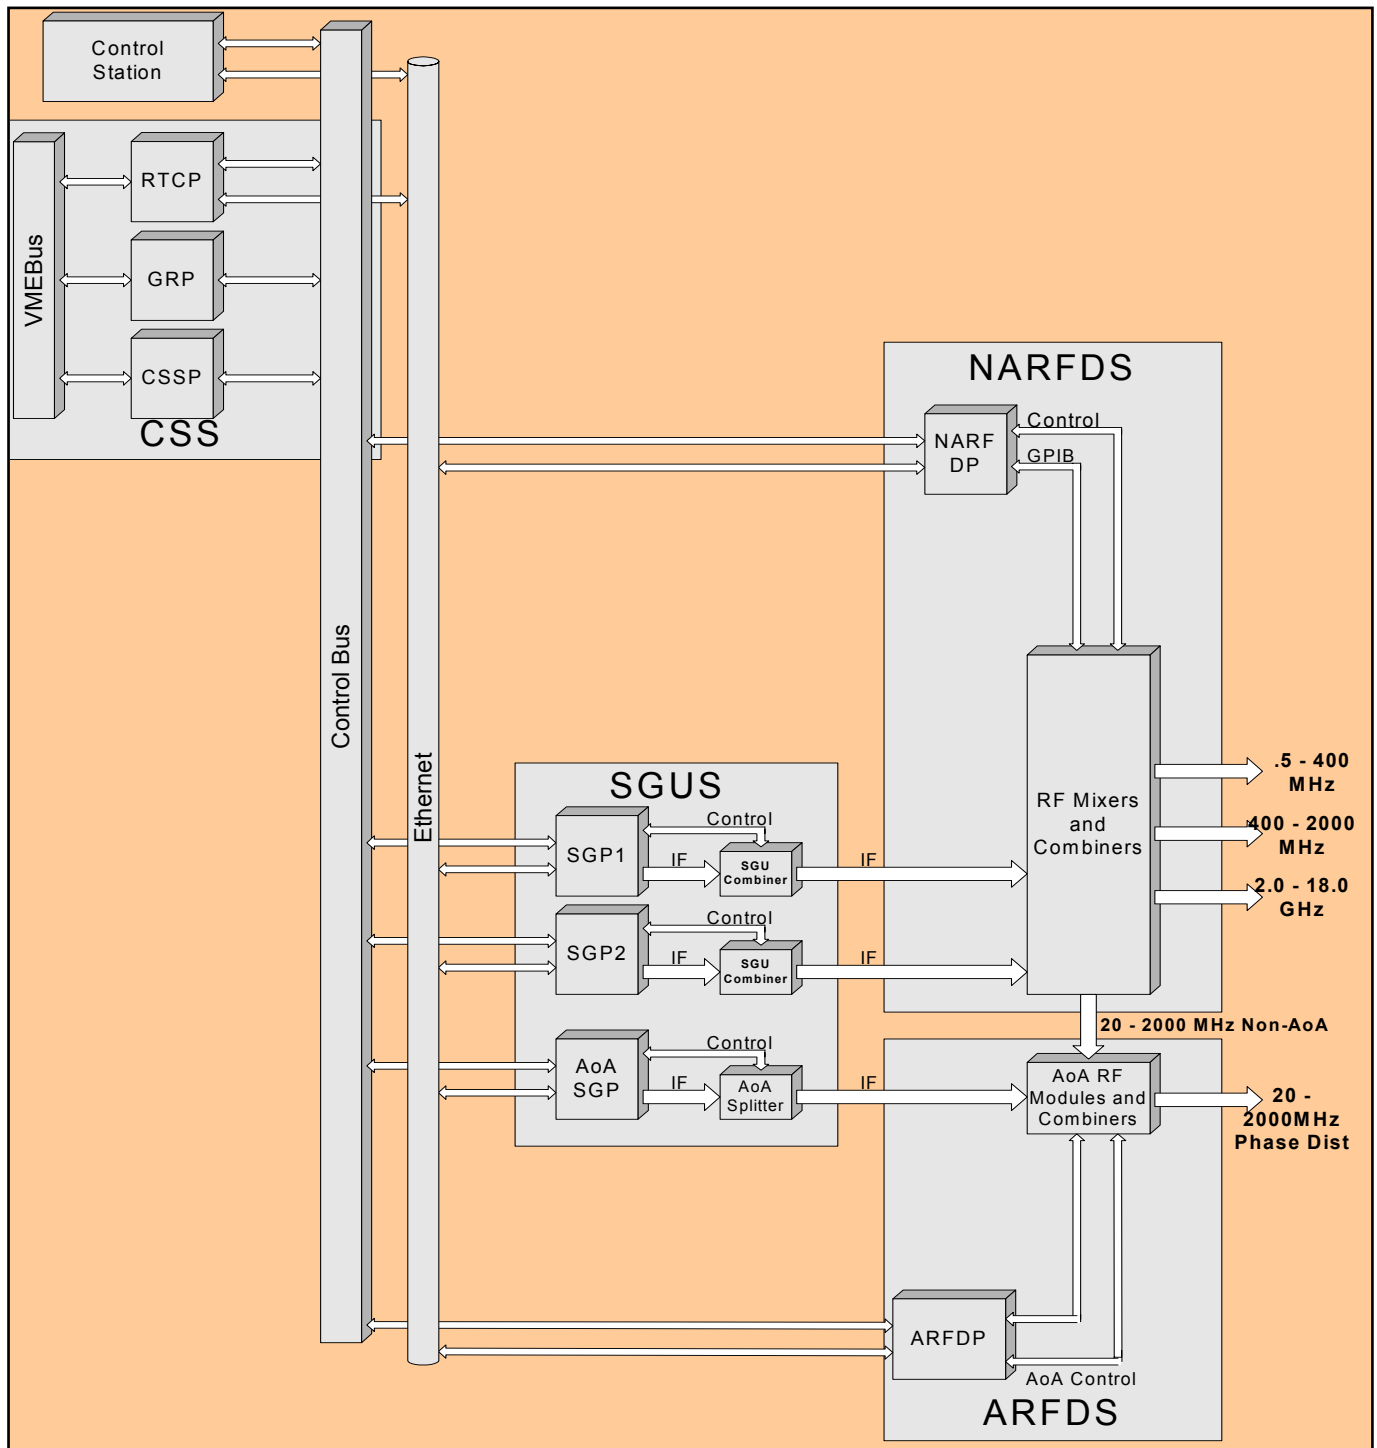 Control
Station
VMEBus
RTCP
GRP
CSSP
CSS
Control Bus
Ethernet
NARFDS
NARF
DP
Control
GPIB
RF Mixers
and
Combiners
.5 - 400
MHz
400 - 2000
MHz
2.0 - 18.0
GHz
SGUS
SGP1
Control
IF
SGU
Combiner
IF
SGP2
Control
IF
SGU
Combiner
IF
AoA
SGP
Control
IF
AoA
Splitter
IF
20 - 2000 MHz Non-AoA
AoA RF
Modules and
Combiners
20 -
2000MHz
Phase Dist
ARFDP
AoA Control
ARFDS